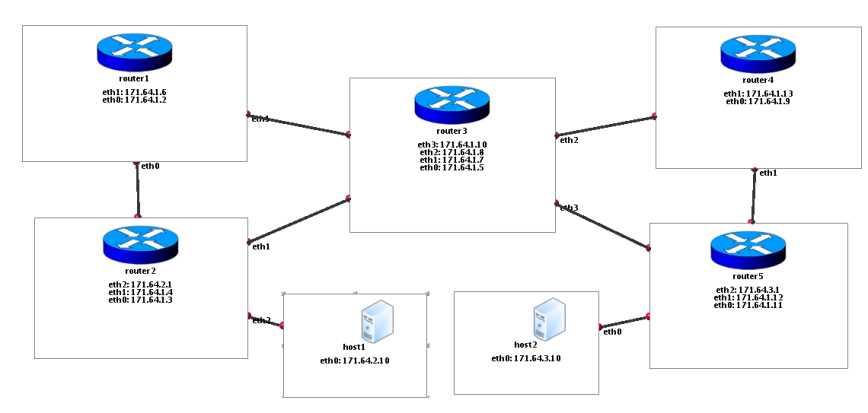 router1
eth1: 171.64.1.6
eth0: 171.64.1.2
eth1
eth0
router3
eth3: 171.64.1.10
eth2: 171.64.1.8
eth1: 171.64.1.7
eth0: 171.64.1.5
eth2
eth3
router4
eth1: 171.64.1.13
eth0: 171.64.1.9
eth1
router2
eth2: 171.64.2.1
eth1: 171.64.1.4
eth0: 171.64.1.3
eth1
eth2
host1
eth0: 171.64.2.10
host2
eth0: 171.64.3.10
eth0
router5
eth2: 171.64.3.1
eth1: 171.64.1.12
eth0: 171.64.1.11